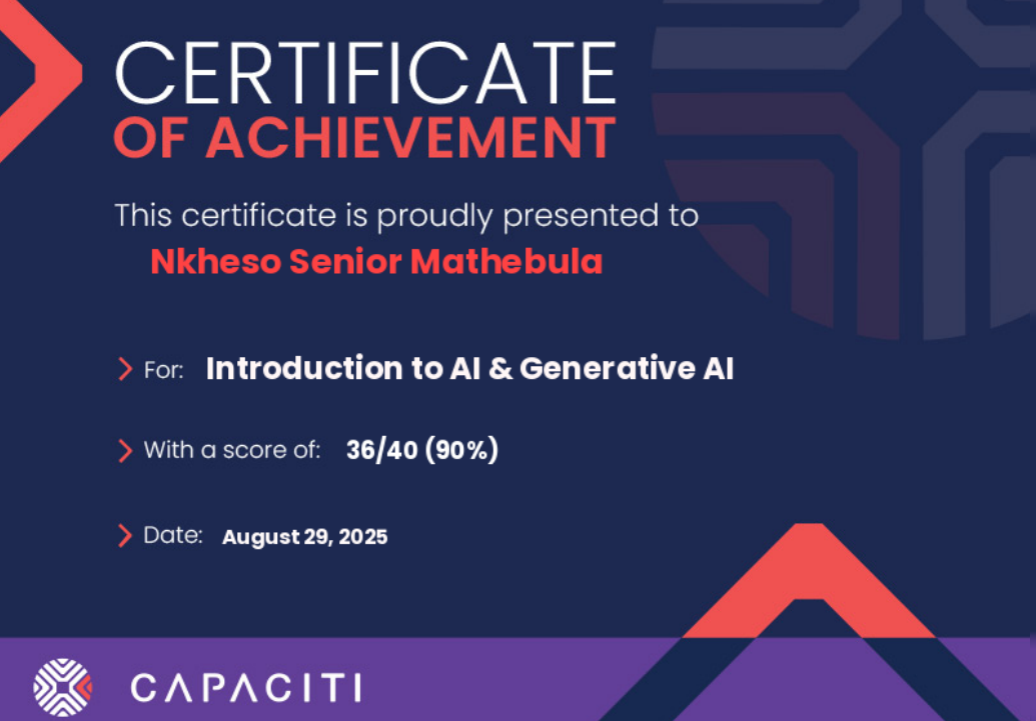 CERTIFICATE
OF ACHIEVEMENT
This certificate is proudly presented to
Nkheso Senior Mathebula
For: Introduction to AI & Generative AI
With a score of: 36/40 (90%)
Date: August 29, 2025
CAPACITI